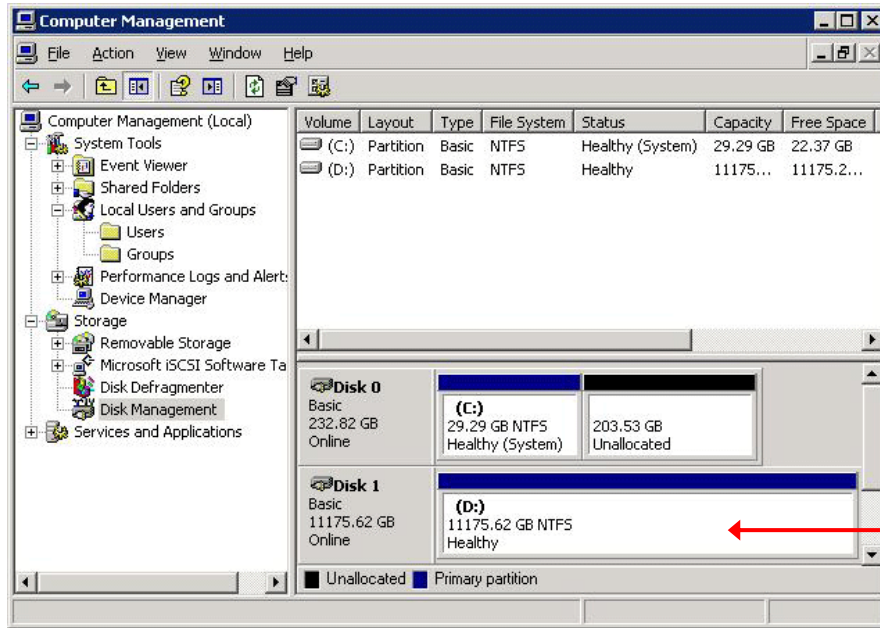 Computer Management
File Action View Window Help
Computer Management (Local)
System Tools
Event Viewer
Shared Folders
Local Users and Groups
Users
Groups
Performance Logs and Alert
Device Manager
Storage
Removable Storage
Microsoft iSCSI Software Ta
Disk Defragmenter
Disk Management
Services and Applications
Volume Layout Type File System Status Capacity Free Space
(C:) Partition Basic NTFS Healthy (System) 29.29 GB 22.37 GB
(D:) Partition Basic NTFS Healthy 11175... 11175.2...
Disk 0
Basic
232.82 GB
Online
(C:)
29.29 GB NTFS
Healthy (System)
203.53 GB
Unallocated
Disk 1
Basic
11175.62 GB
Online
(D:)
11175.62 GB NTFS
Healthy
Unallocated Primary partition